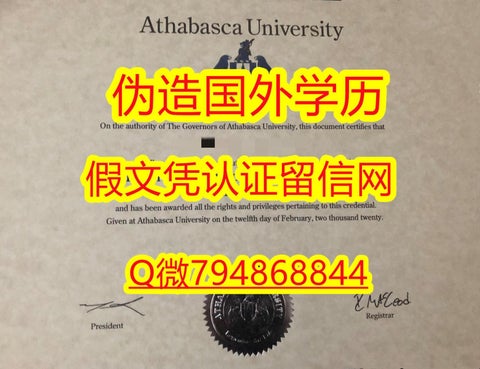 Athabasca University
伪造国外学历
On the authority of The Governors of Athabasca University, this document certifies that
假文凭认证留信网
and has been awarded all the rights and privileges pertaining to this credential.
Given at Athabasca University on the twelfth day of February, two thousand twenty.
Q微794868844
President
Registrar